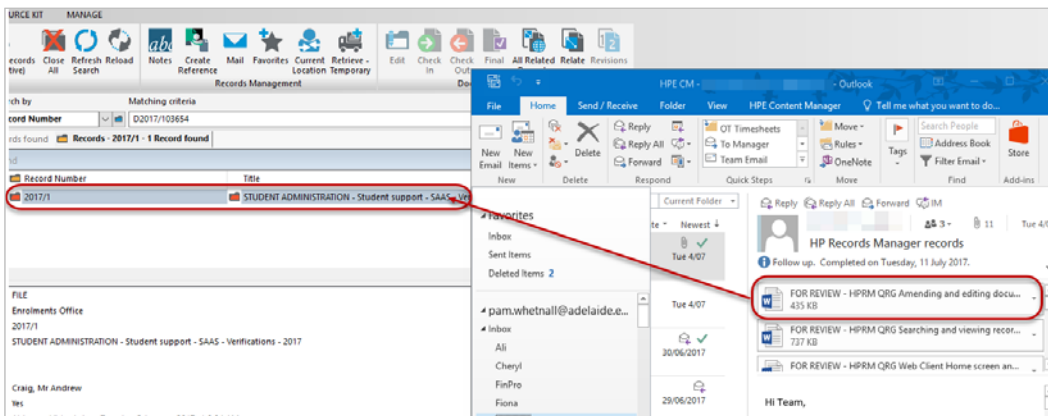 URCE KIT MANAGE
ecords Close Refresh Reload Notes Create Mail Favorites Current Retrieve - Edit Check Check Final All Related Relate Revisions
tive) All Search Reference Location Temporary In Out
Records Management Doc
rch by Matching criteria
cord Number D2017/103654
rds found Records - 2017/1 - 1 Record found
nd
Record Number Title
2017/1 STUDENT ADMINISTRATION - Student support - SAAS - Ve
FILE
Enrolments Office
2017/1
STUDENT ADMINISTRATION - Student support - SAAS - Verifications - 2017
Craig, Mr Andrew
Yes
HPE CM - - Outlook
File Home Send / Receive Folder View HPE Content Manager Tell me what you want to do...
New Email New Items Delete Reply Reply All Forward
OT Timesheets To Manager Team Email
Move Rules OneNote Tags
Search People Address Book Filter Email Store
New Delete Respond Quick Steps Move Find Add-ins
Favorites
Inbox
Sent Items
Deleted Items 2
pam.whetnall@adelaide.e...
Inbox
Ali
Cheryl
FinPro
Fiona
Current Folder
te Newest
Tue 4/07
Tue 4/07
30/06/2017
29/06/2017
Reply Reply All Forward IM
3 11 Tue 4/0
HP Records Manager records
Follow up. Completed on Tuesday, 11 July 2017.
FOR REVIEW - HPRM QRG Amending and editing docu...
435 KB
FOR REVIEW - HPRM QRG Searching and viewing recor...
737 KB
FOR REVIEW - HPRM QRG Web Client Home screen an...
Hi Team,